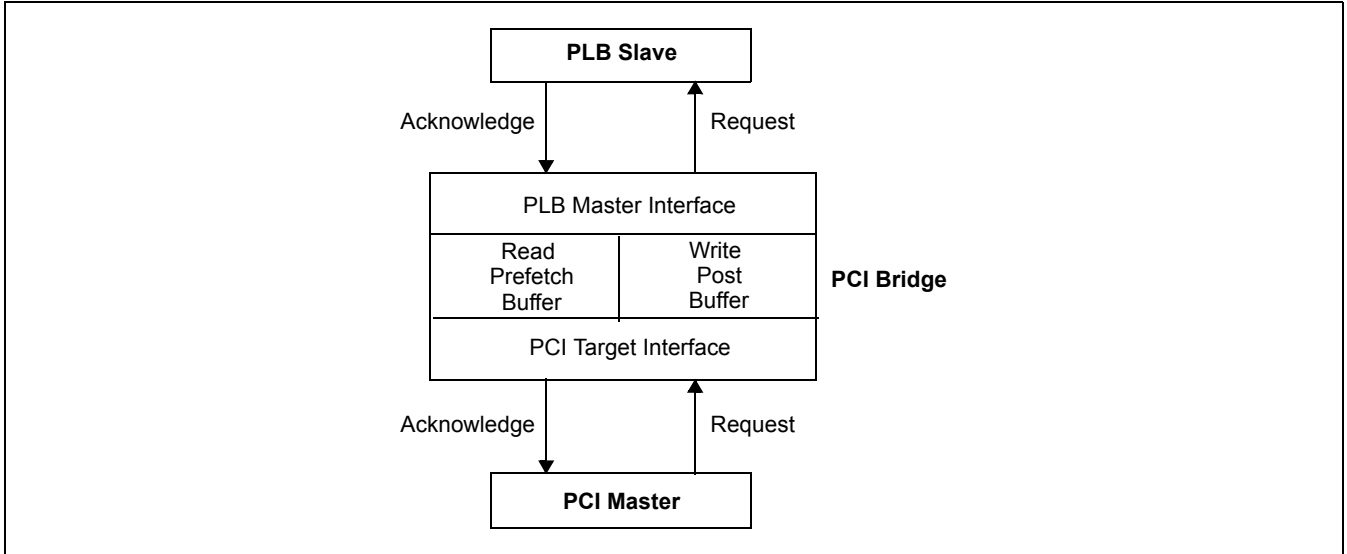 PLB Slave
Acknowledge
Request
PLB Master Interface
Read
Prefetch
Buffer
Write
Post
Buffer
PCI Bridge
PCI Target Interface
Acknowledge
Request
PCI Master